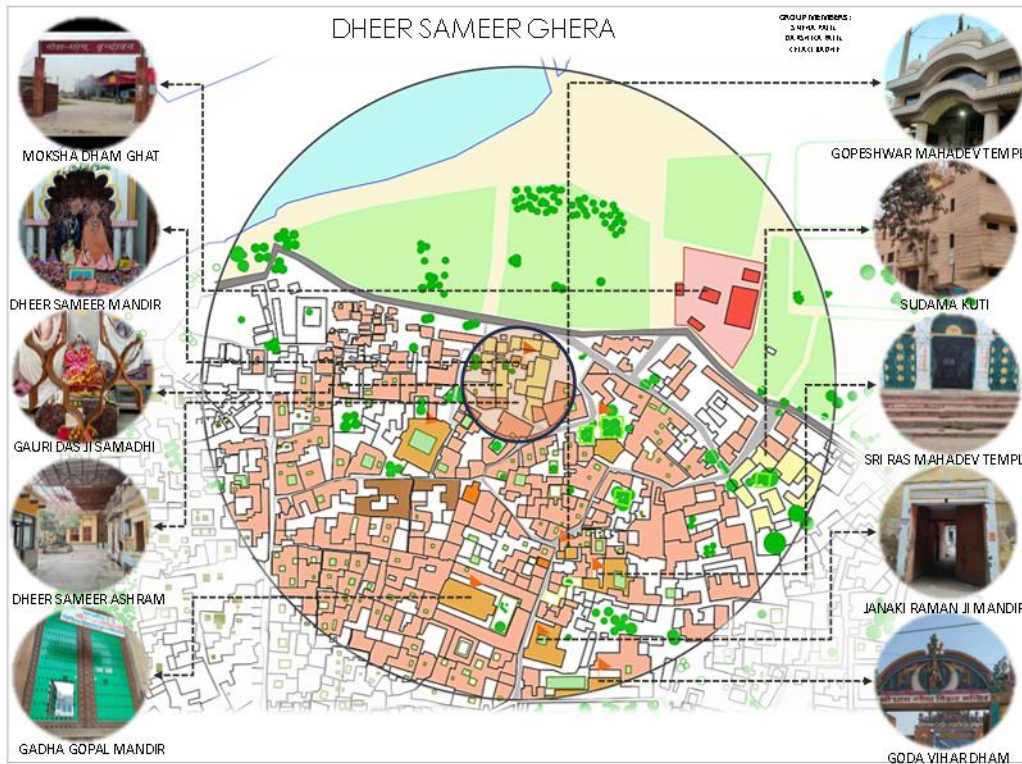 DHEER SAMEER GHERA
GROUP MEMBERS:
मोक्ष-धाम, वृन्दावन
MOKSHA DHAM GHAT
DHEER SAMEER MANDIR
GAURI DAS JI SAMADHI
DHEER SAMEER ASHRAM
GADHA GOPAL MANDIR
GOPESHWAR MAHADEV TEMPL
SUDAMA KUTI
SRI RAS MAHADEV TEMPL
JANAKI RAMAN JI MANDIR
GODA VIHAR DHAM